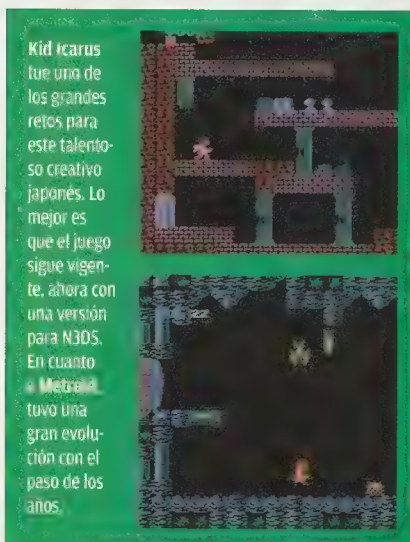 Kid Icarus
fue uno de
los grandes
retos para
este talento-
so creativo
japonés. Lo
mejor es
que el juego
sigue vigen-
te, ahora con
una versión
para N3DS.
En cuanto
a Metroid,
tuvo una
gran evolu-
ción con el
paso de los
años.